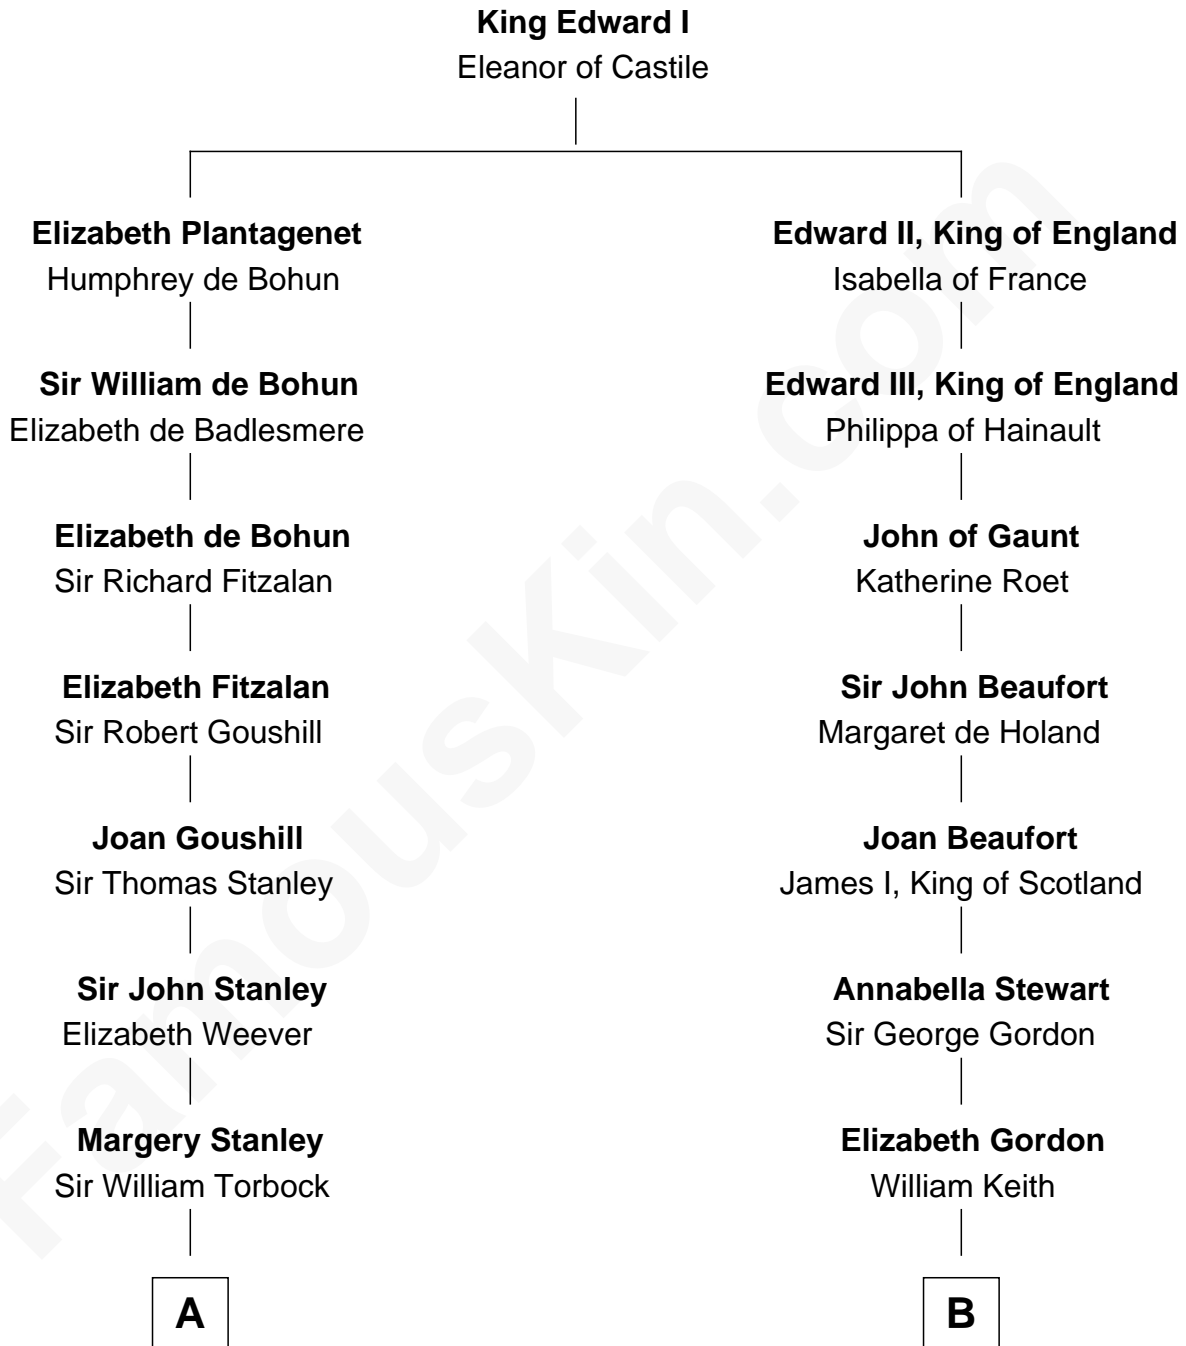 King Edward I
Eleanor of Castile
Elizabeth Plantagenet
Humphrey de Bohun
Sir William de Bohun
Elizabeth de Badlesmere
Elizabeth de Bohun
Sir Richard Fitzalan
Elizabeth Fitzalan
Sir Robert Goushill
Joan Goushill
Sir Thomas Stanley
Sir John Stanley
Elizabeth Weever
Margery Stanley
Sir William Torbock
A
Edward II, King of England
Isabella of France
Edward III, King of England
Philippa of Hainault
John of Gaunt
Katherine Roet
Sir John Beaufort
Margaret de Holand
Joan Beaufort
James I, King of Scotland
Annabella Stewart
Sir George Gordon
Elizabeth Gordon
William Keith
B
FamousKin.com